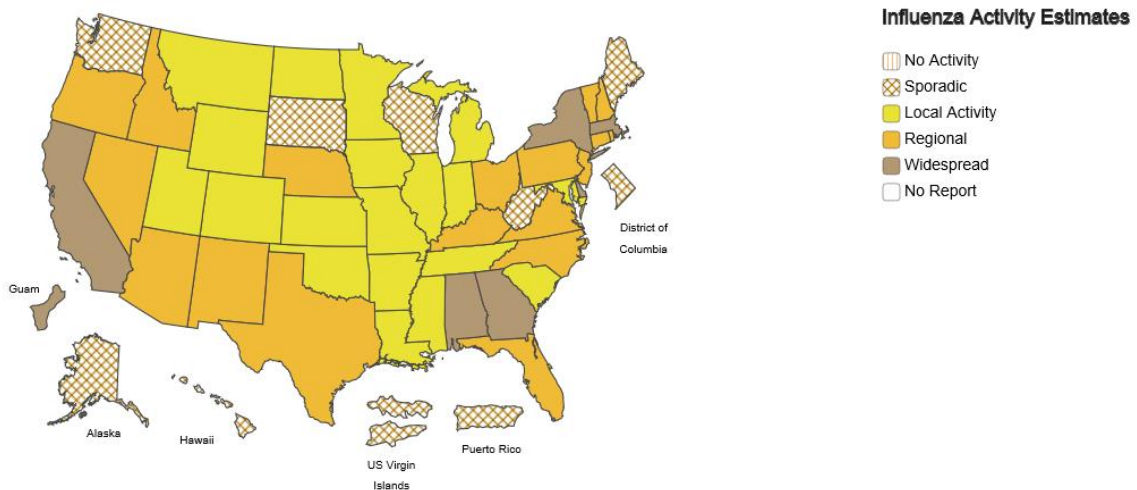 Influenza Activity Estimates
No Activity
Sporadic
Local Activity
Regional
Widespread
No Report
District of
Columbia
Guam
Alaska
Hawaii
US Virgin
Islands
Puerto Rico